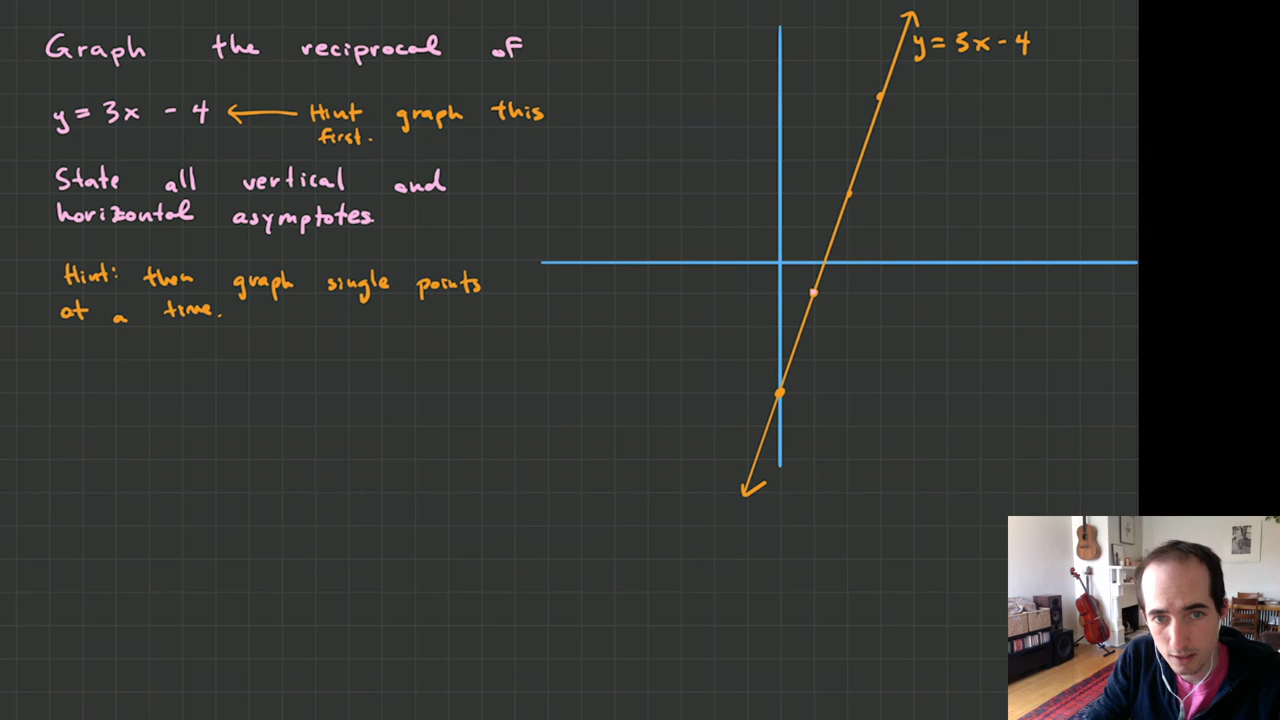 Graph the reciprocal of
y = 3x - 4 ← Hint graph this
first.
State all vertical and
horizontal asymptotes
Hint: then graph single points
at a time.
y = 3x - 4